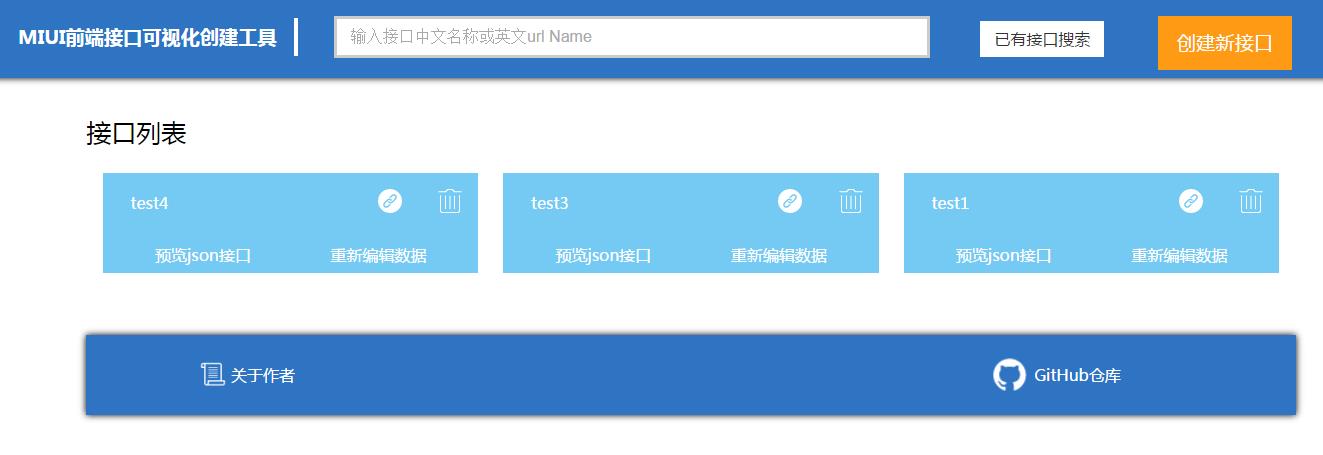 MIUI前端接口可视化创建工具
输入接口中文名称或英文url Name
已有接口搜索
创建新接口
接口列表
test4
预览json接口 重新编辑数据
test3
预览json接口 重新编辑数据
test1
预览json接口 重新编辑数据
关于作者
GitHub仓库